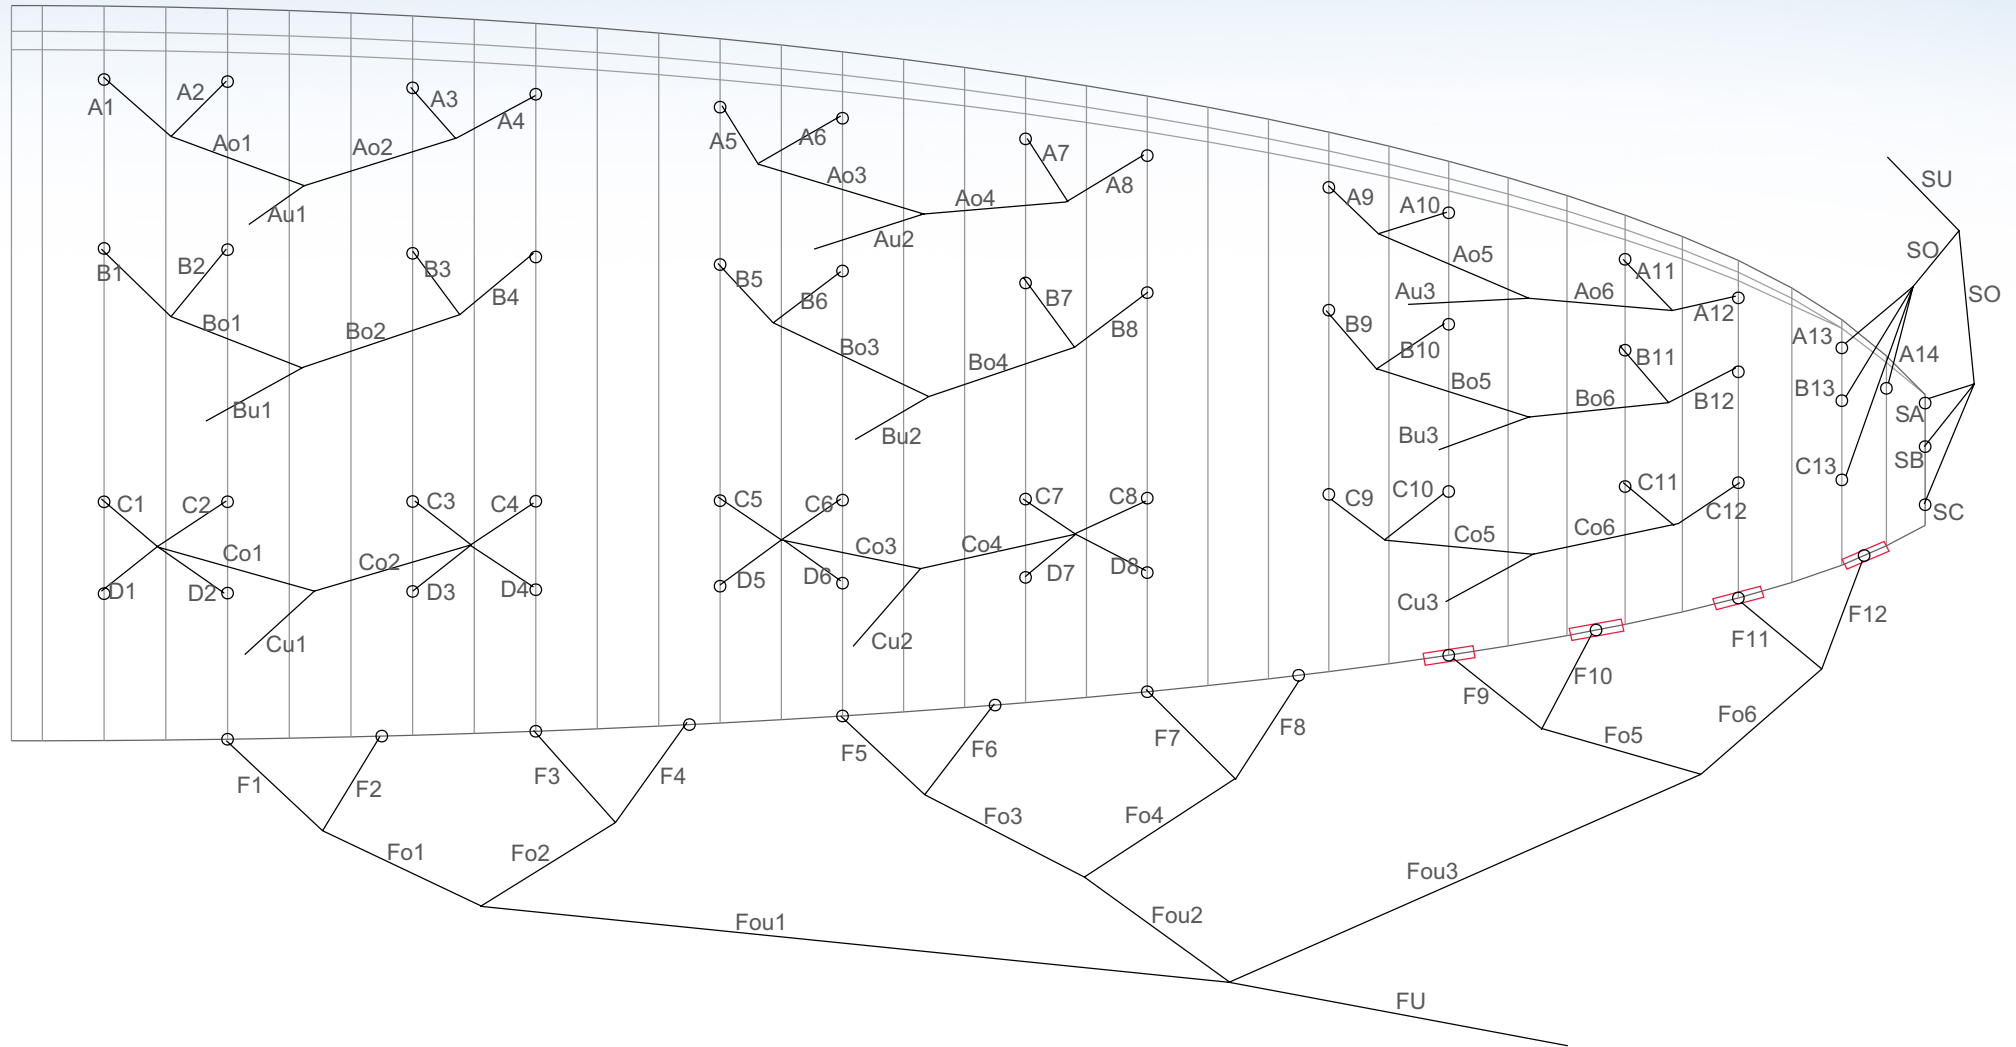 A1 A2 A3 A4
Ao1 Ao2
Au1
A5 A6 A7 A8
Ao3 Ao4
Au2
A9 A10 A11 A12
Ao5 Ao6
Au3
B1 B2 B3 B4
Bo1 Bo2
Bu1
B5 B6 B7 B8
Bo3 Bo4
Bu2
B9 B10 B11 B12
Bo5 Bo6
Bu3
C1 C2 C3 C4
Co1 Co2
D1 D2 D3 D4
Cu1
C5 C6 C7 C8
Co3 Co4
D5 D6 D7 D8
Cu2
C9 C10 C11 C12
Co5 Co6
Cu3
SU
SO
SO
A13
A14
B13
SA
SB
C13
SC
F1 F2 F3 F4
Fo1 Fo2
F5 F6 F7 F8
Fo3 Fo4
F9 F10 F11 F12
Fo5 Fo6
Fou1 Fou2 Fou3
FU